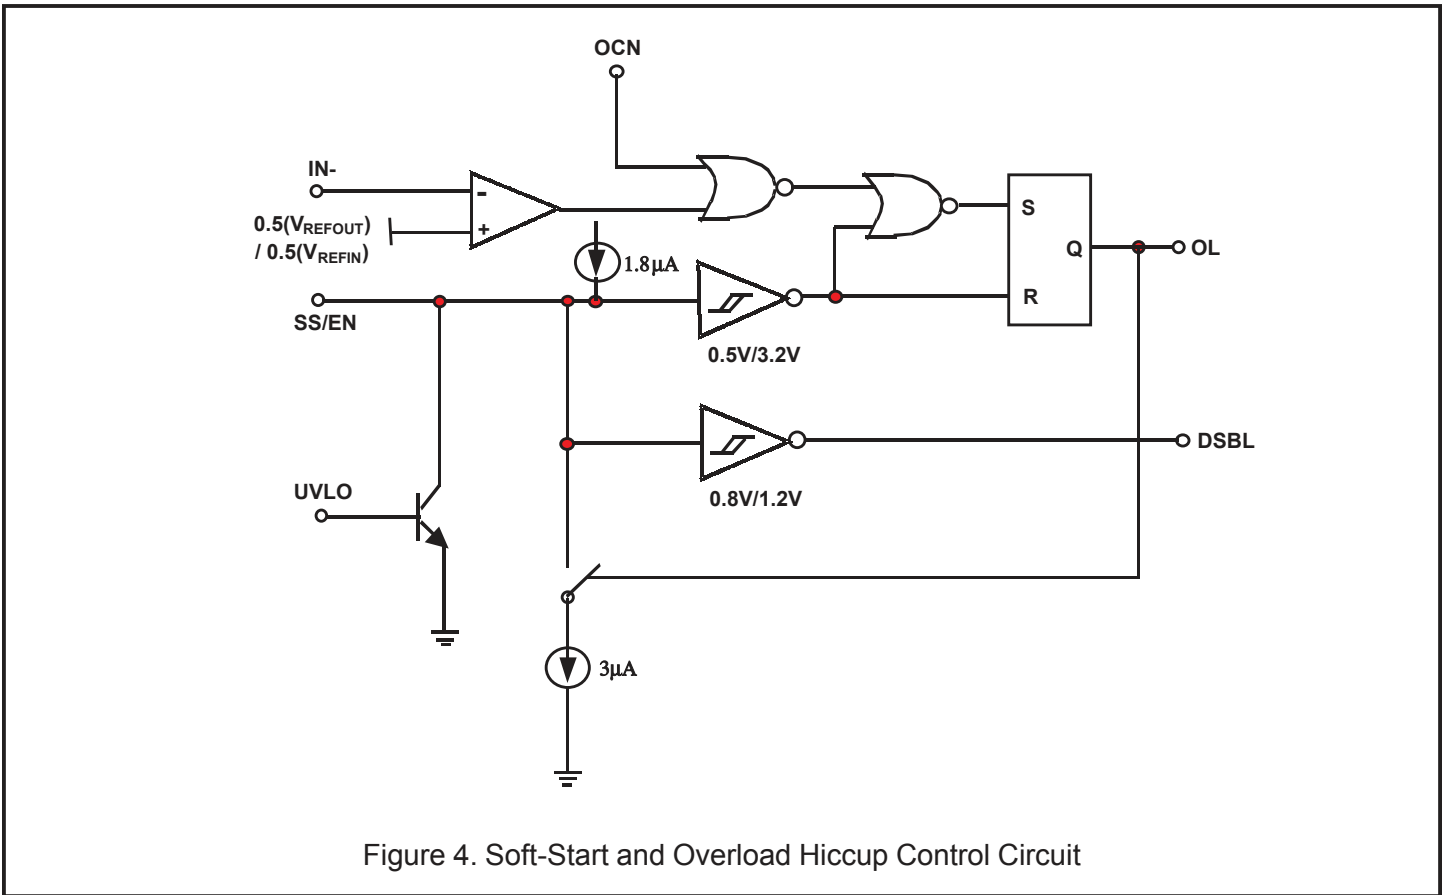 OCN
IN-
0.5(VREFOUT)
/ 0.5(VREFIN)
1.8µA
SS/EN
0.5V/3.2V
S
Q
R
OL
0.8V/1.2V
DSBL
UVLO
3µA
Figure 4. Soft-Start and Overload Hiccup Control Circuit